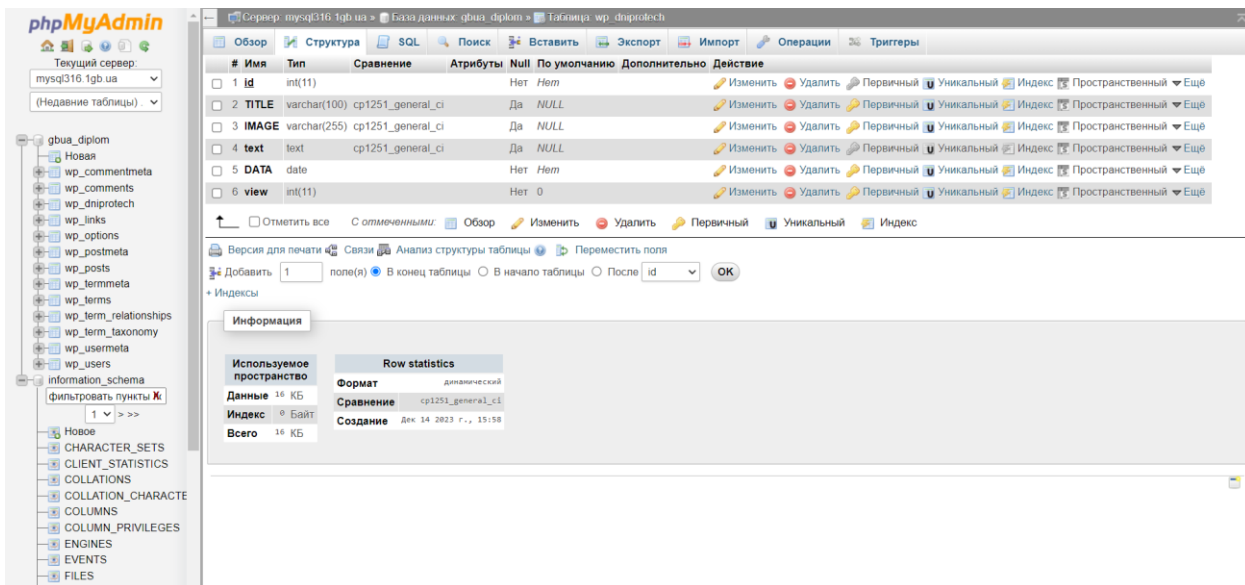 phpMyAdmin
Текущий сервер:
mysql316.1gb.ua
(Недавние таблицы) .
gbua_diplom
Новая
wp_commentmeta
wp_comments
wp_dniprotech
wp_links
wp_options
wp_postmeta
wp_posts
wp_termmeta
wp_terms
wp_term_relationships
wp_term_taxonomy
wp_usermeta
wp_users
information_schema
фильтровать пункты X
1 > >>
Новое
CHARACTER_SETS
CLIENT_STATISTICS
COLLATIONS
COLLATION_CHARACTE
COLUMNS
COLUMN_PRIVILEGES
ENGINES
EVENTS
FILES
Сервер: mysql316.1gb.ua » База данных: gbua_diplom » Таблица: wp_dniprotech
Обзор Структура SQL Поиск Вставить Экспорт Импорт Операции Триггеры
# Имя Тип Сравнение Атрибуты Null По умолчанию Дополнительно Действие
1 id int(11) Нет Нет Изменить Удалить Первичный Уникальный Индекс Пространственный Ещё
2 TITLE varchar(100) cp1251_general_ci Да NULL Изменить Удалить Первичный Уникальный Индекс Пространственный Ещё
3 IMAGE varchar(255) cp1251_general_ci Да NULL Изменить Удалить Первичный Уникальный Индекс Пространственный Ещё
4 text text cp1251_general_ci Да NULL Изменить Удалить Первичный Уникальный Индекс Пространственный Ещё
5 DATA date Нет Нет Изменить Удалить Первичный Уникальный Индекс Пространственный Ещё
6 view int(11) Нет 0 Изменить Удалить Первичный Уникальный Индекс Пространственный Ещё
Отметить все С отмеченными: Обзор Изменить Удалить Первичный Уникальный Индекс
Версия для печати Связи Анализ структуры таблицы Переместить поля
Добавить 1 поле(я) В конец таблицы В начало таблицы После id OK
+ Индексы
Информация
Используемое пространство
Данные 16 КБ
Индекс 0 Байт
Всего 16 КБ
Row statistics
Формат динамический
Сравнение cp1251_general_ci
Создание Дек 14 2023 г., 15:58